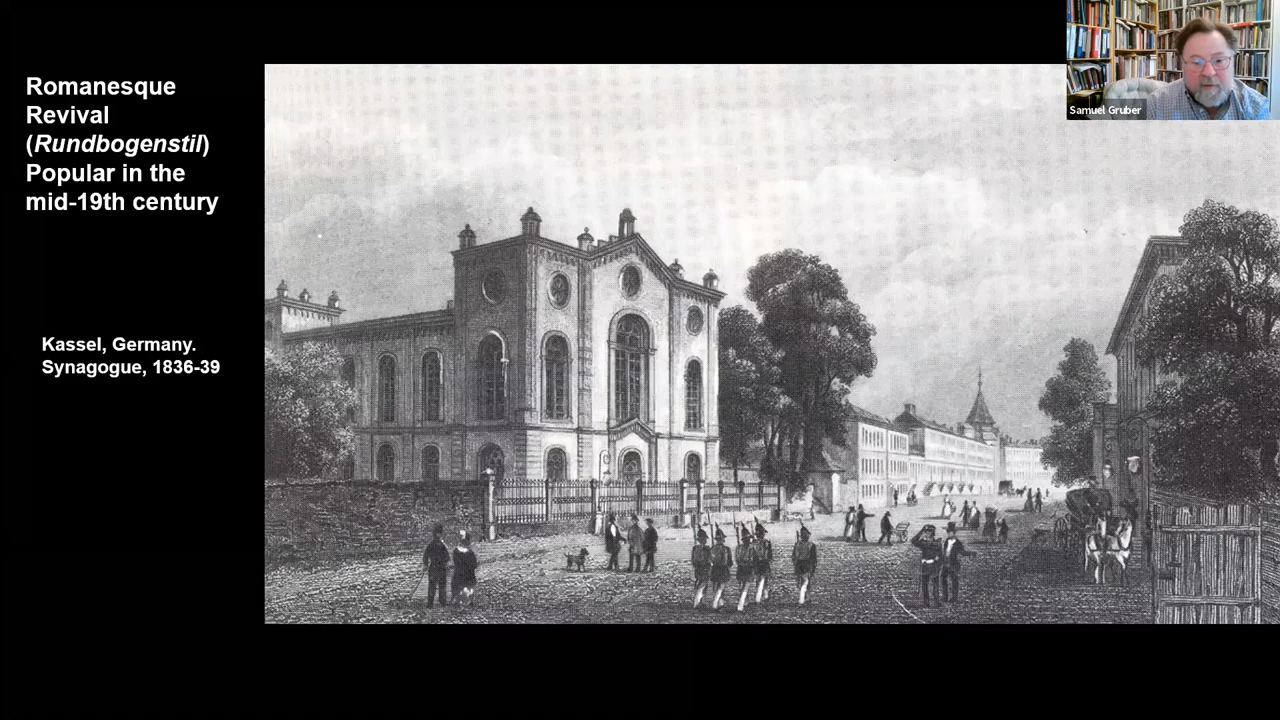 Romanesque
Revival
(Rundbogenstil)
Popular in the
mid-19th century
Kassel, Germany.
Synagogue, 1836-39
Samuel Gruber